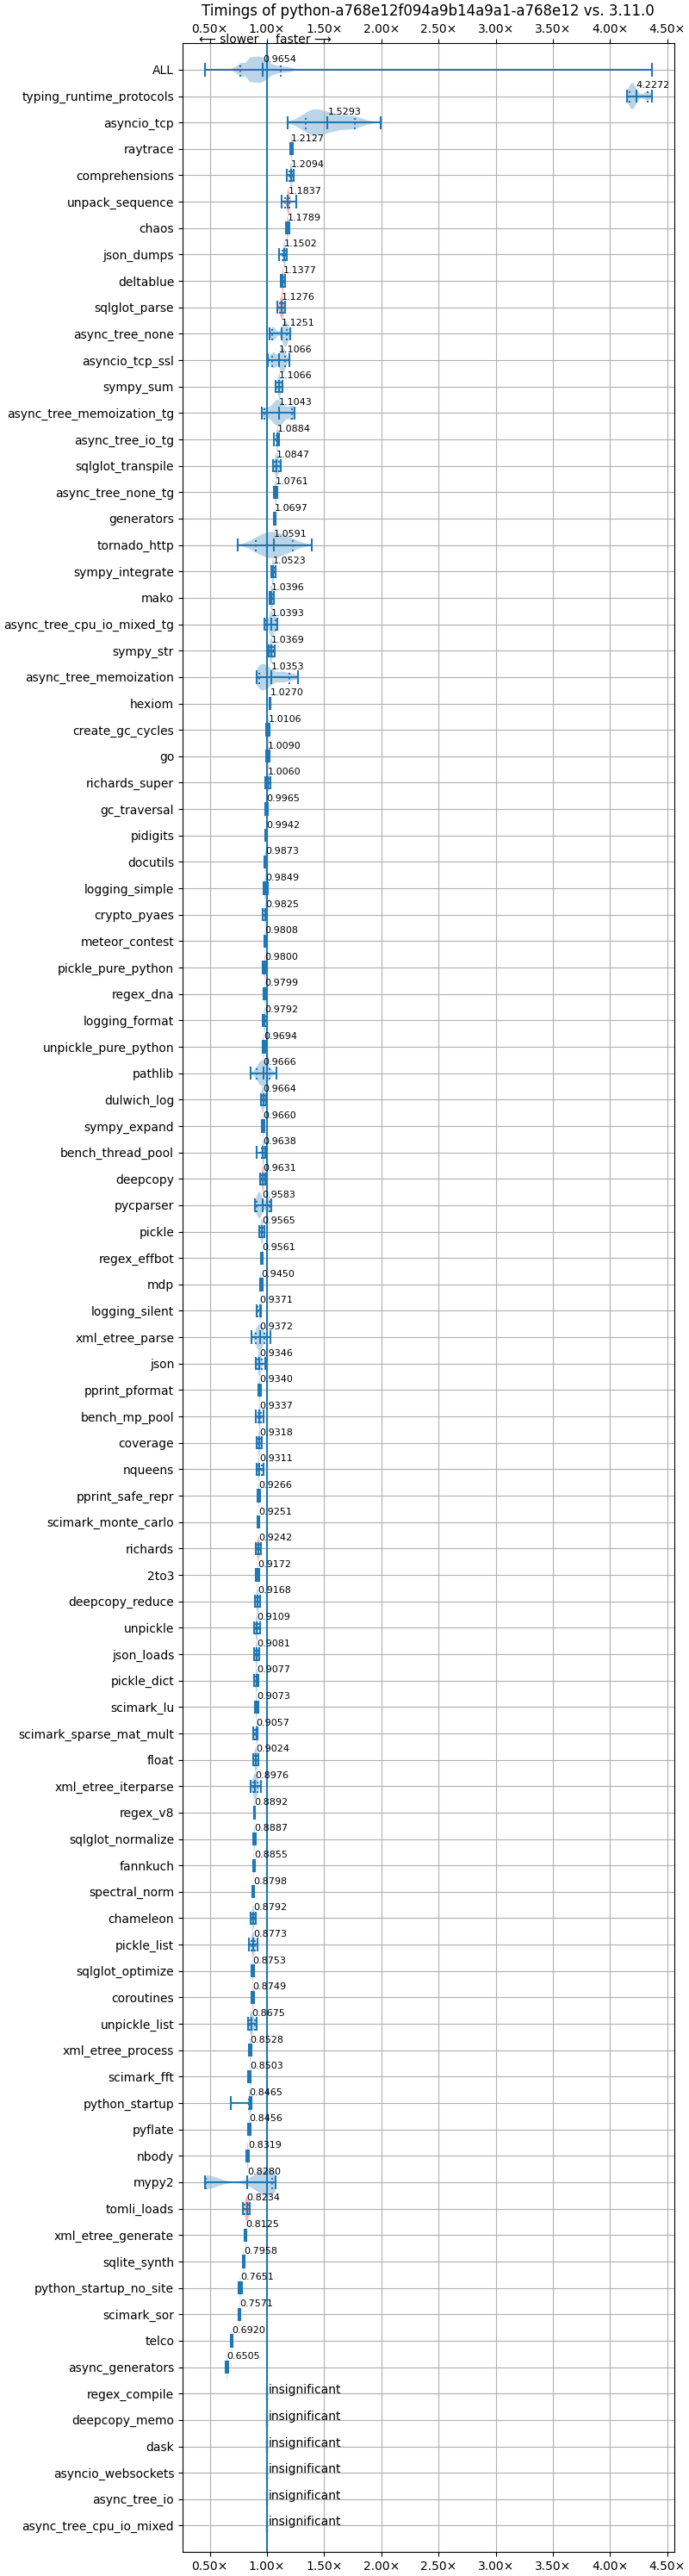 Timings of python-a768e12f094a9b14a9a1-a768e12 vs. 3.11.0
0.50× 1.00× 1.50× 2.00× 2.50× 3.00× 3.50× 4.00× 4.50×
⟵ slower faster ⟶
ALL 0.9654
typing_runtime_protocols 4.2272
asyncio_tcp 1.5293
raytrace 1.2127
comprehensions 1.2094
unpack_sequence 1.1837
chaos 1.1789
json_dumps 1.1502
deltablue 1.1377
sqlglot_parse 1.1276
async_tree_none 1.1251
asyncio_tcp_ssl 1.1066
sympy_sum 1.1066
async_tree_memoization_tg 1.1043
async_tree_io_tg 1.0884
sqlglot_transpile 1.0847
async_tree_none_tg 1.0761
generators 1.0697
tornado_http 1.0591
sympy_integrate 1.0523
mako 1.0396
async_tree_cpu_io_mixed_tg 1.0393
sympy_str 1.0369
async_tree_memoization 1.0353
hexiom 1.0270
create_gc_cycles 1.0106
go 1.0090
richards_super 1.0060
gc_traversal 0.9965
pidigits 0.9942
docutils 0.9873
logging_simple 0.9849
crypto_pyaes 0.9825
meteor_contest 0.9808
pickle_pure_python 0.9800
regex_dna 0.9799
logging_format 0.9792
unpickle_pure_python 0.9694
pathlib 0.9666
dulwich_log 0.9664
sympy_expand 0.9660
bench_thread_pool 0.9638
deepcopy 0.9631
pycparser 0.9583
pickle 0.9565
regex_effbot 0.9561
mdp 0.9450
logging_silent 0.9371
xml_etree_parse 0.9372
json 0.9346
pprint_pformat 0.9340
bench_mp_pool 0.9337
coverage 0.9318
nqueens 0.9311
pprint_safe_repr 0.9266
scimark_monte_carlo 0.9251
richards 0.9242
2to3 0.9172
deepcopy_reduce 0.9168
unpickle 0.9109
json_loads 0.9081
pickle_dict 0.9077
scimark_lu 0.9073
scimark_sparse_mat_mult 0.9057
float 0.9024
xml_etree_iterparse 0.8976
regex_v8 0.8892
sqlglot_normalize 0.8887
fannkuch 0.8855
spectral_norm 0.8798
chameleon 0.8792
pickle_list 0.8773
sqlglot_optimize 0.8753
coroutines 0.8749
unpickle_list 0.8675
xml_etree_process 0.8528
scimark_fft 0.8503
python_startup 0.8465
pyflate 0.8456
nbody 0.8319
mypy2 0.8280
tomli_loads 0.8234
xml_etree_generate 0.8125
sqlite_synth 0.7958
python_startup_no_site 0.7651
scimark_sor 0.7571
telco 0.6920
async_generators 0.6505
regex_compile insignificant
deepcopy_memo insignificant
dask insignificant
asyncio_websockets insignificant
async_tree_io insignificant
async_tree_cpu_io_mixed insignificant
0.50× 1.00× 1.50× 2.00× 2.50× 3.00× 3.50× 4.00× 4.50×